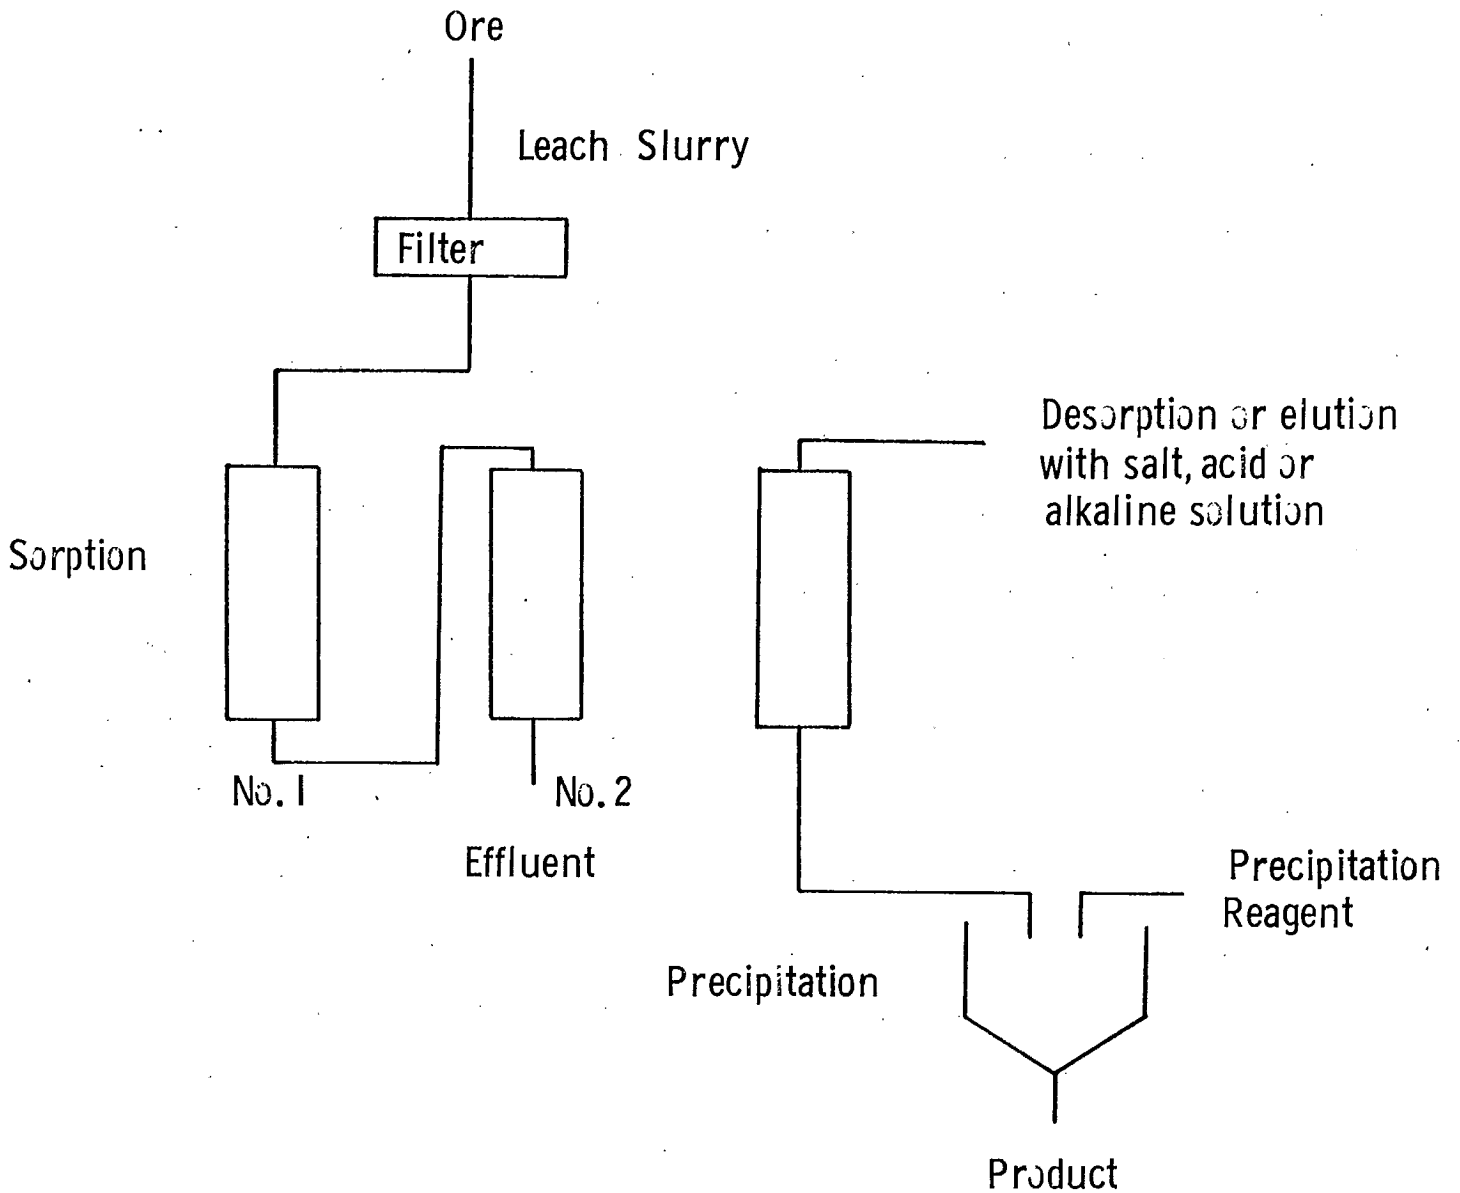 Ore
Leach Slurry
Filter
Desorption or elution
with salt, acid or
alkaline solution
Sorption
No. 1
No. 2
Effluent
Precipitation
Reagent
Precipitation
Product